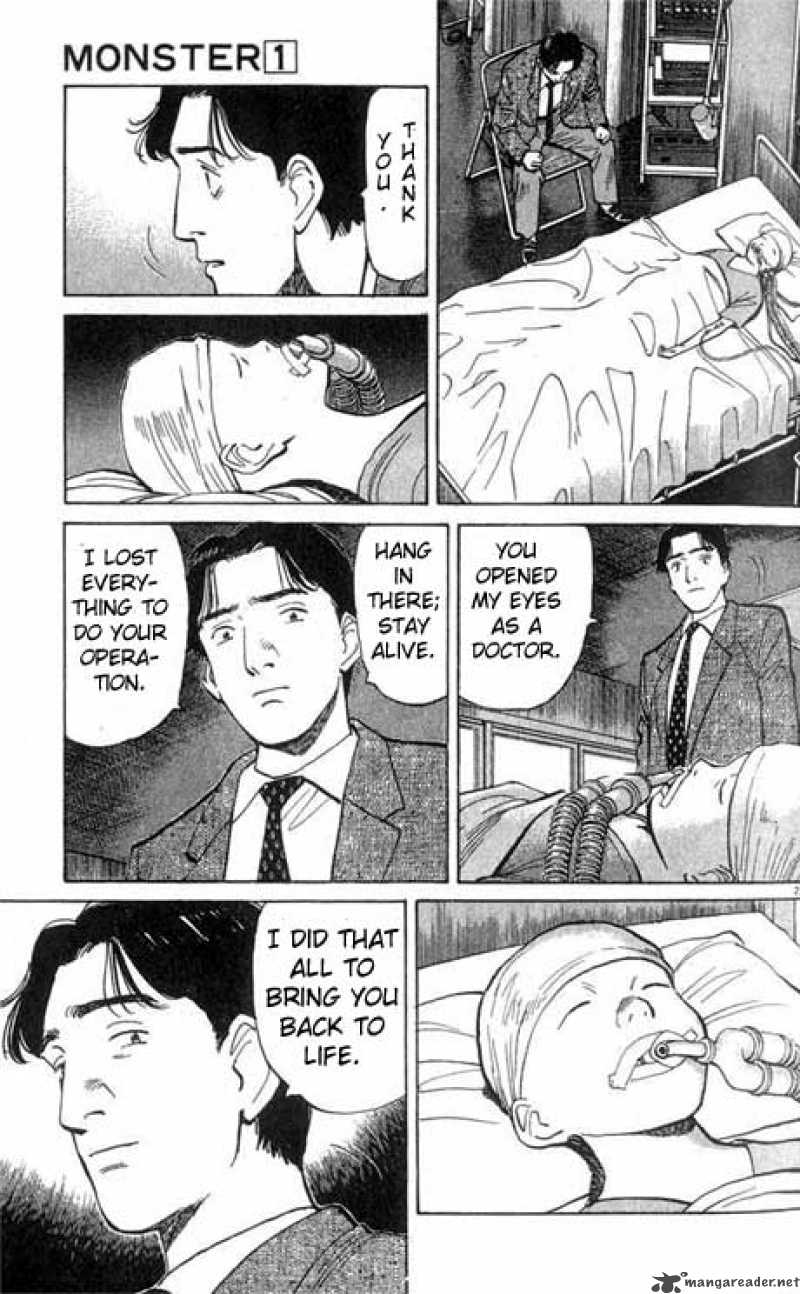 MONSTER 1
THANK
YOU.
YOU
OPENED
MY EYES
AS A
DOCTOR.
HANG
IN
THERE;
STAY
ALIVE.
I LOST
EVERY-
THING TO
DO YOUR
OPERA-
TION.
I DID THAT
ALL TO
BRING YOU
BACK TO
LIFE.
mangareader.net